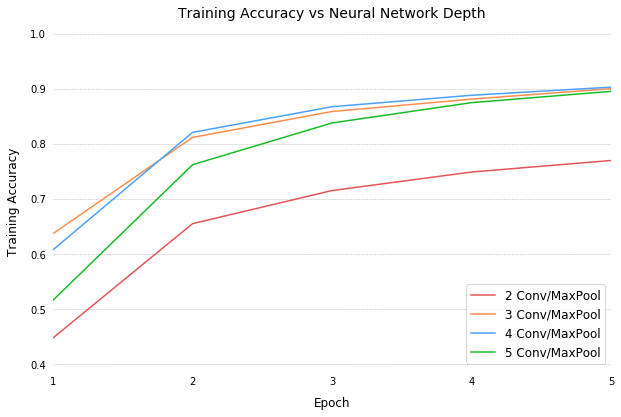 Training Accuracy vs Neural Network Depth
1.0
0.9
0.8
0.7
0.6
0.5
0.4
Training Accuracy
1 2 3 4 5
Epoch
2 Conv/MaxPool
3 Conv/MaxPool
4 Conv/MaxPool
5 Conv/MaxPool